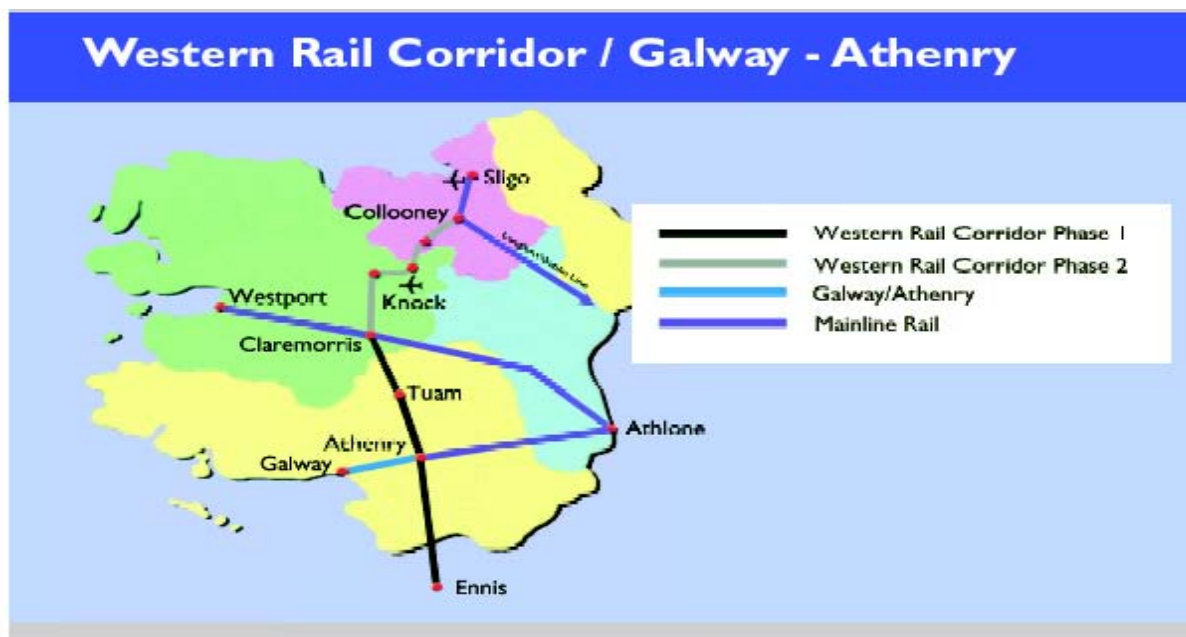 Western Rail Corridor / Galway - Athenry
Sligo
Collooney
Line
Westport
Knock
Claremorris
Tuam
Athenry
Galway
Athlone
Ennis
Western Rail Corridor Phase 1
Western Rail Corridor Phase 2
Galway/Athenry
Mainline Rail